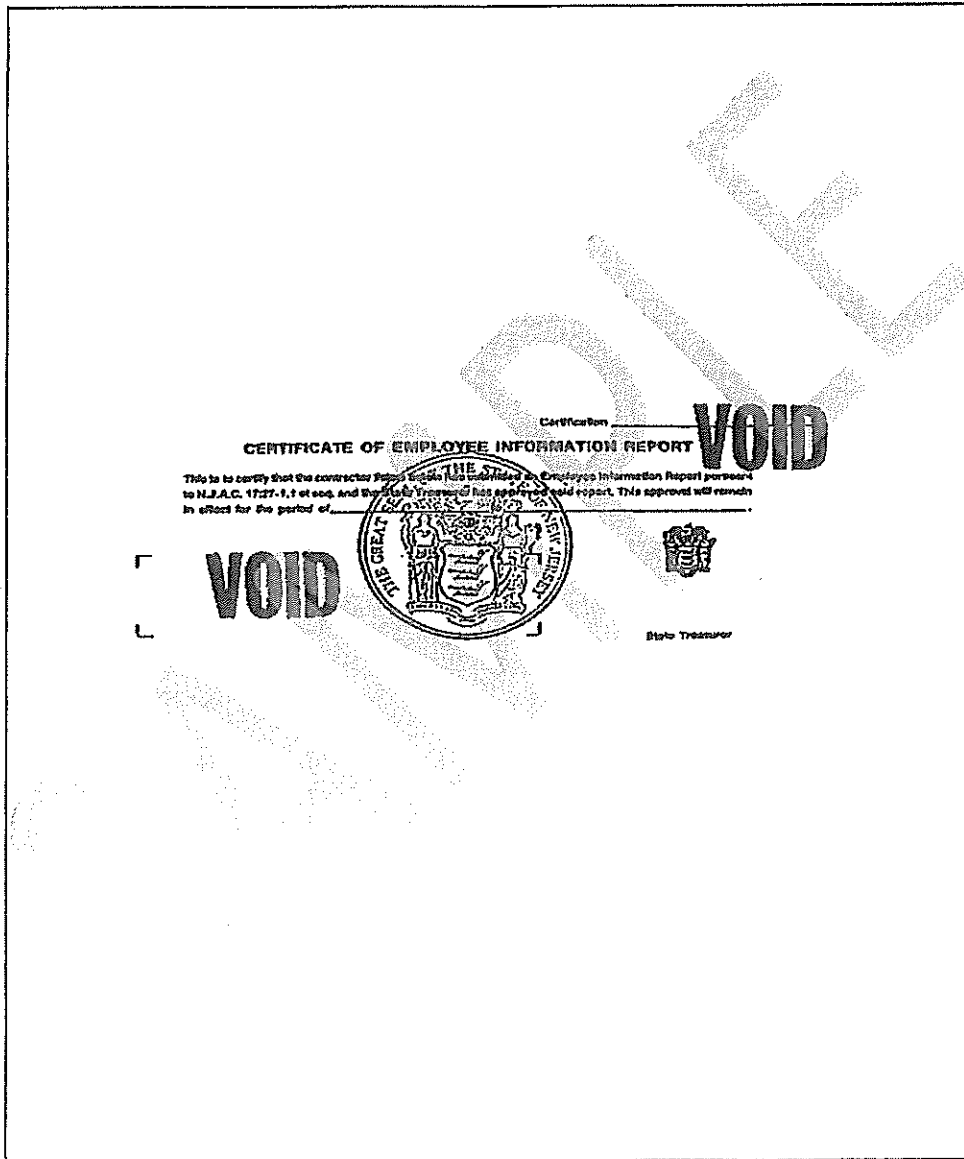 SAMPLE
Certification
VOID
CERTIFICATE OF EMPLOYEE INFORMATION REPORT
This is to certify that the contractor listed below has submitted an Employee Information Report pursuant
to N.J.A.C. 17:27-1.1 et seq. and the State Treasurer has approved said report. This approval will remain
in effect for the period of
THE GREAT SEAL OF THE STATE OF NEW JERSEY
VOID
State Treasurer